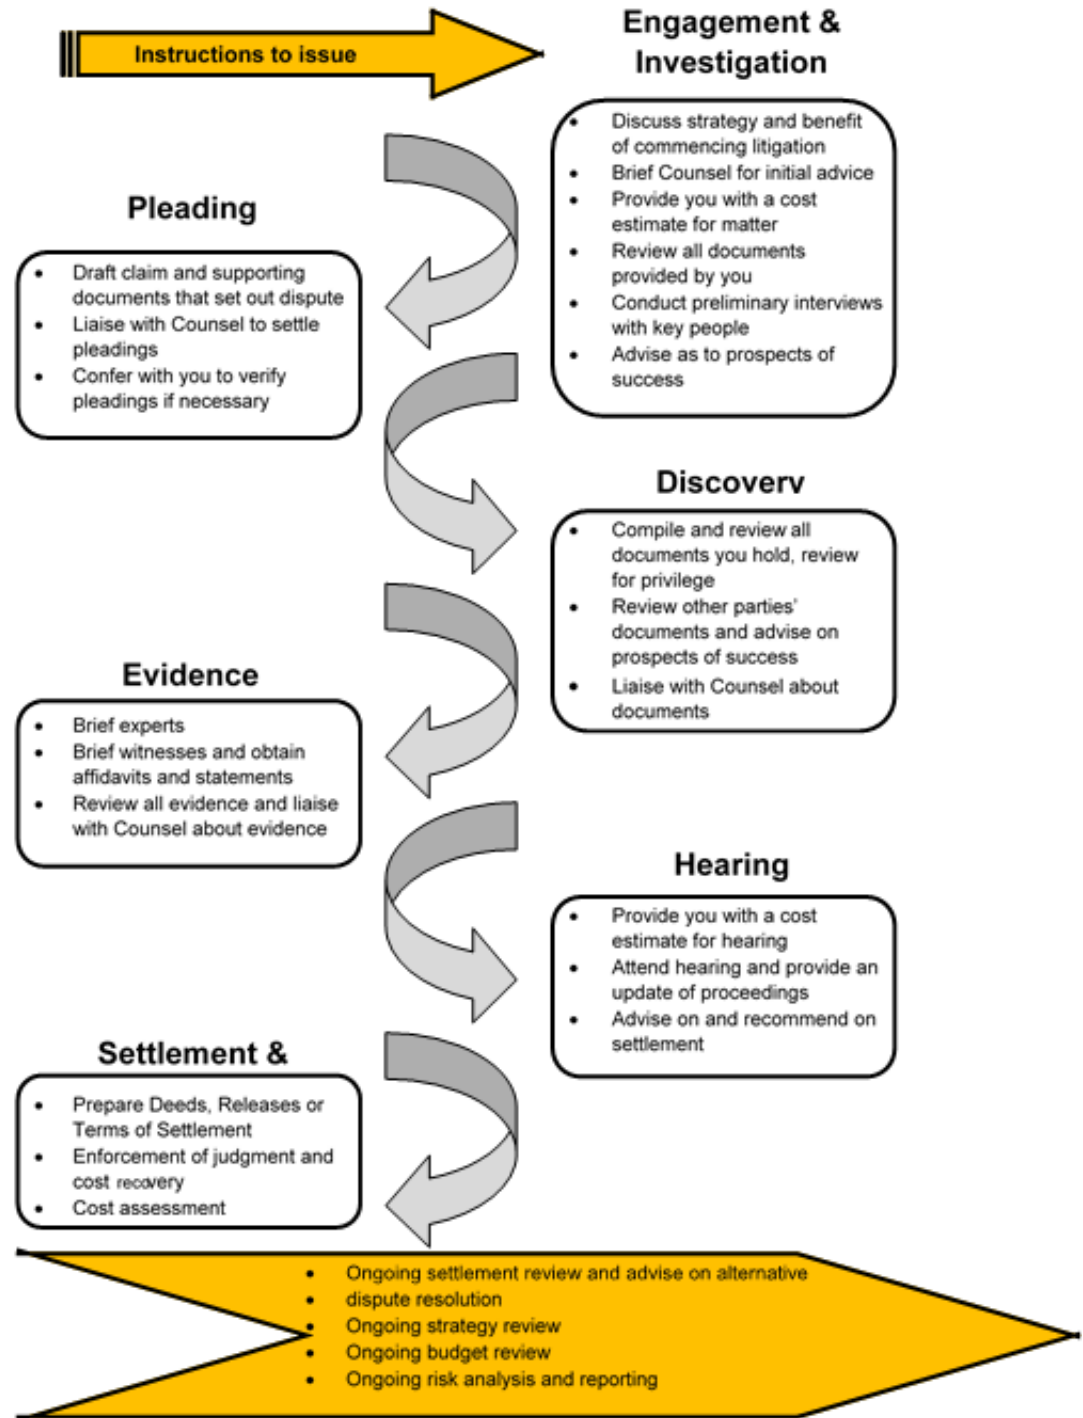 Instructions to issue
Engagement &
Investigation
• Discuss strategy and benefit
of commencing litigation
• Brief Counsel for initial advice
• Provide you with a cost
estimate for matter
• Review all documents
provided by you
• Conduct preliminary interviews
with key people
• Advise as to prospects of
success
Pleading
• Draft claim and supporting
documents that set out dispute
• Liaise with Counsel to settle
pleadings
• Confer with you to verify
pleadings if necessary
Discoverv
• Compile and review all
documents you hold, review
for privilege
• Review other parties'
documents and advise on
prospects of success
• Liaise with Counsel about
documents
Evidence
• Brief experts
• Brief witnesses and obtain
affidavits and statements
• Review all evidence and liaise
with Counsel about evidence
Hearing
• Provide you with a cost
estimate for hearing
• Attend hearing and provide an
update of proceedings
• Advise on and recommend on
settlement
Settlement &
• Prepare Deeds, Releases or
Terms of Settlement
• Enforcement of judgment and
cost recovery
• Cost assessment
• Ongoing settlement review and advise on alternative
• dispute resolution
• Ongoing strategy review
• Ongoing budget review
• Ongoing risk analysis and reporting